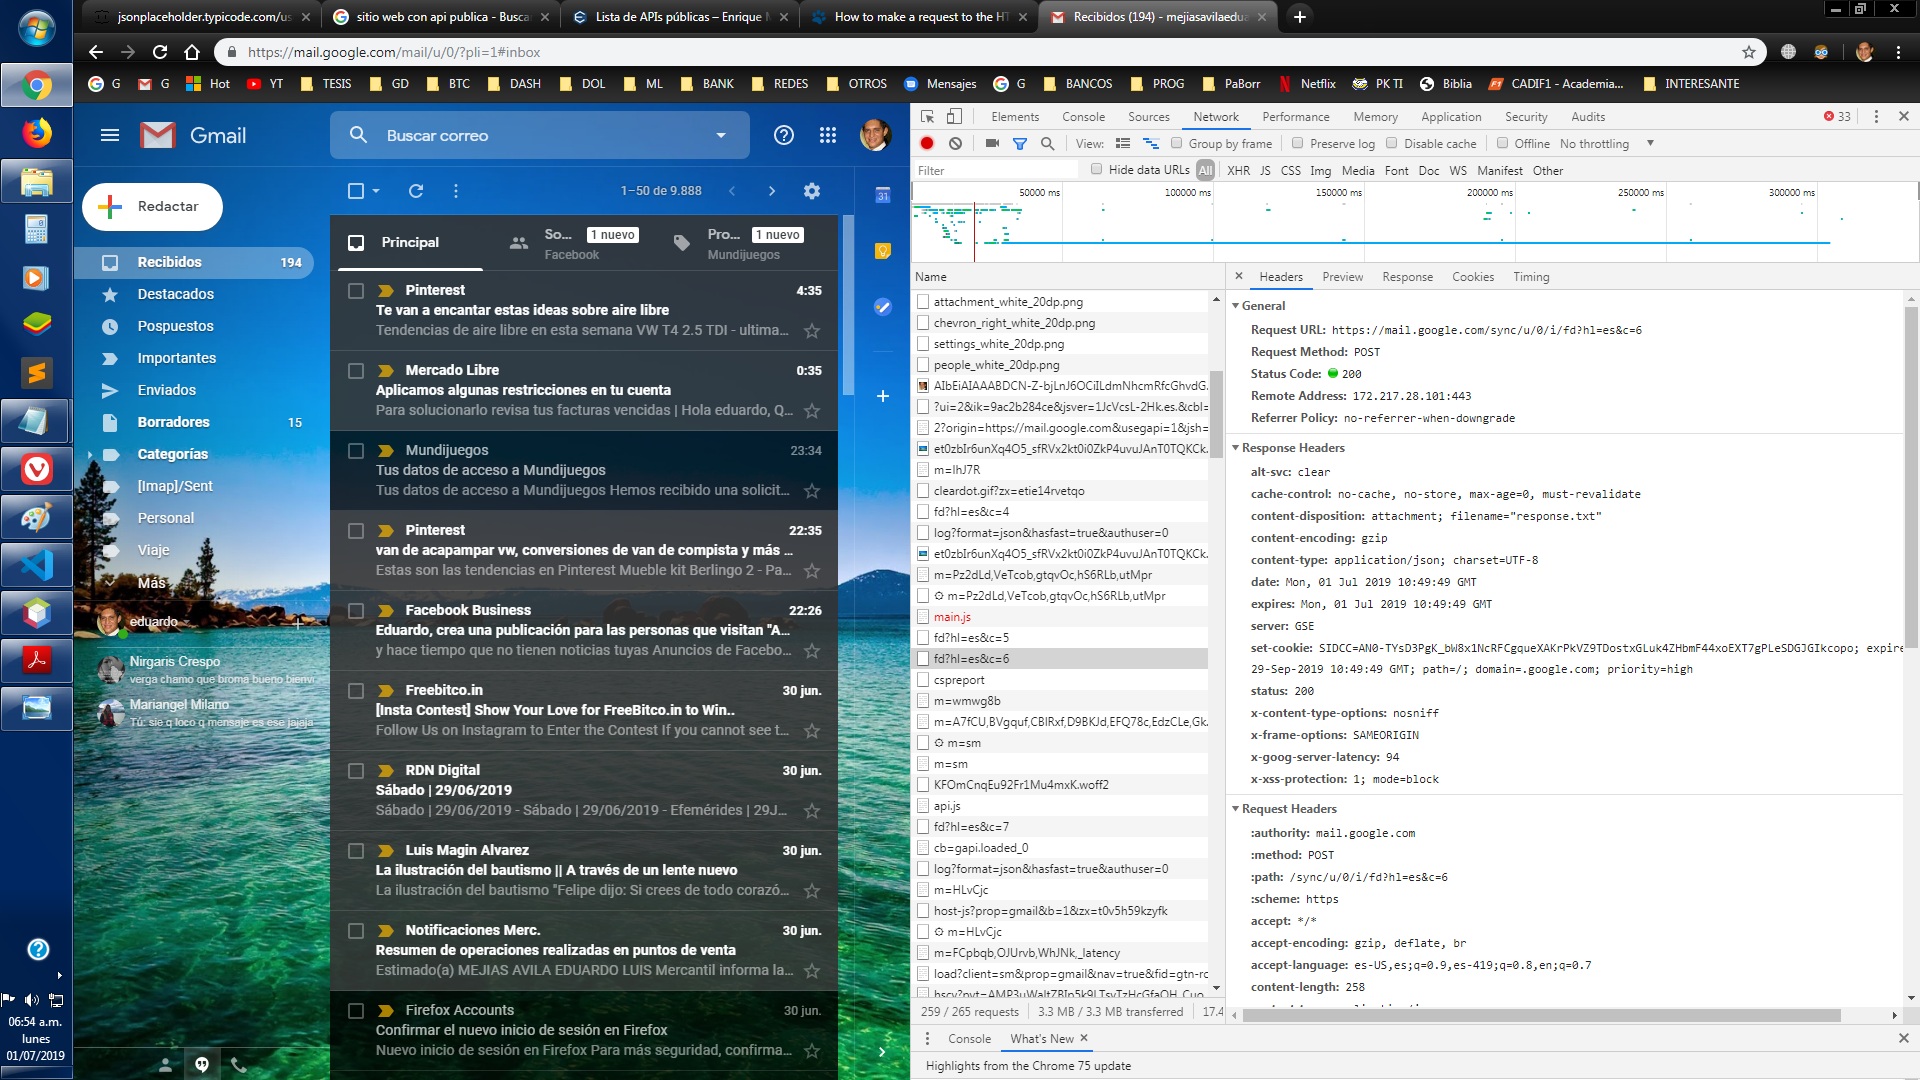 jsonplaceholder.typicode.com/us
sitio web con api publica - Busca
Lista de APIs públicas – Enrique
How to make a request to the HT
Recibidos (194) - mejiasavilaedua
https://mail.google.com/mail/u/0/?pli=1#inbox
G
G
Hot
YT
TESIS
GD
BTC
DASH
DOL
ML
BANK
REDES
OTROS
Mensajes
G
BANCOS
PROG
PaBorr
Netflix
PK TI
Biblia
CADIF1 - Academia...
INTERESANTE
Gmail
Buscar correo
Redactar
1–50 de 9.888
Recibidos 194
Destacados
Pospuestos
Importantes
Enviados
Borradores 15
Categorías
[Imap]/Sent
Personal
Viaje
Más
eduardo
Nirgaris Crespo
verga chamo que broma bueno bienvr
Mariangel Milano
Tú: sie q loco q mensaje es ese jajaja
06:54 a.m.
lunes
01/07/2019
Principal
So... 1 nuevo
Facebook
Pro... 1 nuevo
Mundijuegos
Pinterest 4:35
Te van a encantar estas ideas sobre aire libre
Tendencias de aire libre en esta semana VW T4 2.5 TDI - ultima...
Mercado Libre 0:35
Aplicamos algunas restricciones en tu cuenta
Para solucionarlo revisa tus facturas vencidas | Hola eduardo, Q...
Mundijuegos 23:34
Tus datos de acceso a Mundijuegos
Tus datos de acceso a Mundijuegos Hemos recibido una solicit...
Pinterest 22:35
van de acapampar vw, conversiones de van de compista y más ...
Estas son las tendencias en Pinterest Mueble kit Berlingo 2 - Pa...
Facebook Business 22:26
Eduardo, crea una publicación para las personas que visitan "A...
y hace tiempo que no tienen noticias tuyas Anuncios de Facebo...
Freebitco.in 30 jun.
[Insta Contest] Show Your Love for FreeBitco.in to Win..
Follow Us on Instagram to Enter the Contest If you cannot see t...
RDN Digital 30 jun.
Sábado | 29/06/2019
Sábado | 29/06/2019 - Sábado | 29/06/2019 - Efemérides | 29J...
Luis Magin Alvarez 30 jun.
La ilustración del bautismo || A través de un lente nuevo
La ilustración del bautismo "Felipe dijo: Si crees de todo corazó...
Notificaciones Merc. 30 jun.
Resumen de operaciones realizadas en puntos de venta
Estimado(a) MEJIAS AVILA EDUARDO LUIS Mercantil informa la...
Firefox Accounts 30 jun.
Confirmar el nuevo inicio de sesión en Firefox
Nuevo inicio de sesión en Firefox Para más seguridad, confirma...
31
Elements Console Sources Network Performance Memory Application Security Audits 33
View: Group by frame Preserve log Disable cache Offline No throttling
Filter Hide data URLs All XHR JS CSS Img Media Font Doc WS Manifest Other
50000 ms 100000 ms 150000 ms 200000 ms 250000 ms 300000 ms
Name
attachment_white_20dp.png
chevron_right_white_20dp.png
settings_white_20dp.png
people_white_20dp.png
AIbEiAIAAABDCN-Z-bjLnJ6OCiILdmNhcmRfcGhvdG.
?ui=2&ik=9ac2b284ce&jsver=1JcVcsL-2Hk.es.&cbl=
2?origin=https://mail.google.com&usegapi=1&jsh=
et0zbIr6unXq4O5_sfRVx2kt0i0ZkP4uvuJAnT0TQKCk.
m=IhJ7R
cleardot.gif?zx=etie14rvetqo
fd?hl=es&c=4
log?format=json&hasfast=true&authuser=0
et0zbIr6unXq4O5_sfRVx2kt0i0ZkP4uvuJAnT0TQKCk.
m=Pz2dLd,VeTcob,gtqvOc,hS6RLb,utMpr
m=Pz2dLd,VeTcob,gtqvOc,hS6RLb,utMpr
main.js
fd?hl=es&c=5
fd?hl=es&c=6
cspreport
m=wmwg8b
m=A7fCU,BVgquf,CBlRxf,D9BKJd,EFQ78c,EdzCLe,Gk.
m=sm
m=sm
KFOmCnqEu92Fr1Mu4mxK.woff2
api.js
fd?hl=es&c=7
cb=gapi.loaded_0
log?format=json&hasfast=true&authuser=0
m=HLvCjc
host-js?prop=gmail&b=1&zx=t0v5h59kzyfk
m=HLvCjc
m=FCpbqb,OJUrvb,WhJNk,_latency
load?client=sm&prop=gmail&nav=true&fid=gtn-rc
259 / 265 requests 3.3 MB / 3.3 MB transferred 17.4
Headers Preview Response Cookies Timing
General
Request URL: https://mail.google.com/sync/u/0/i/fd?hl=es&c=6
Request Method: POST
Status Code: 200
Remote Address: 172.217.28.101:443
Referrer Policy: no-referrer-when-downgrade
Response Headers
alt-svc: clear
cache-control: no-cache, no-store, max-age=0, must-revalidate
content-disposition: attachment; filename="response.txt"
content-encoding: gzip
content-type: application/json; charset=UTF-8
date: Mon, 01 Jul 2019 10:49:49 GMT
expires: Mon, 01 Jul 2019 10:49:49 GMT
server: GSE
set-cookie: SIDCC=AN0-TYsD3PgK_bW8x1NcRFCgqueXAKrPkVZ9TDostxGLuk4ZHbmF44xoEXT7gPLeSDGJGIkcopo; expire
29-Sep-2019 10:49:49 GMT; path=/; domain=.google.com; priority=high
status: 200
x-content-type-options: nosniff
x-frame-options: SAMEORIGIN
x-goog-server-latency: 94
x-xss-protection: 1; mode=block
Request Headers
:authority: mail.google.com
:method: POST
:path: /sync/u/0/i/fd?hl=es&c=6
:scheme: https
accept: */*
accept-encoding: gzip, deflate, br
accept-language: es-US,es;q=0.9,es-419;q=0.8,en;q=0.7
content-length: 258
Console What's New
Highlights from the Chrome 75 update